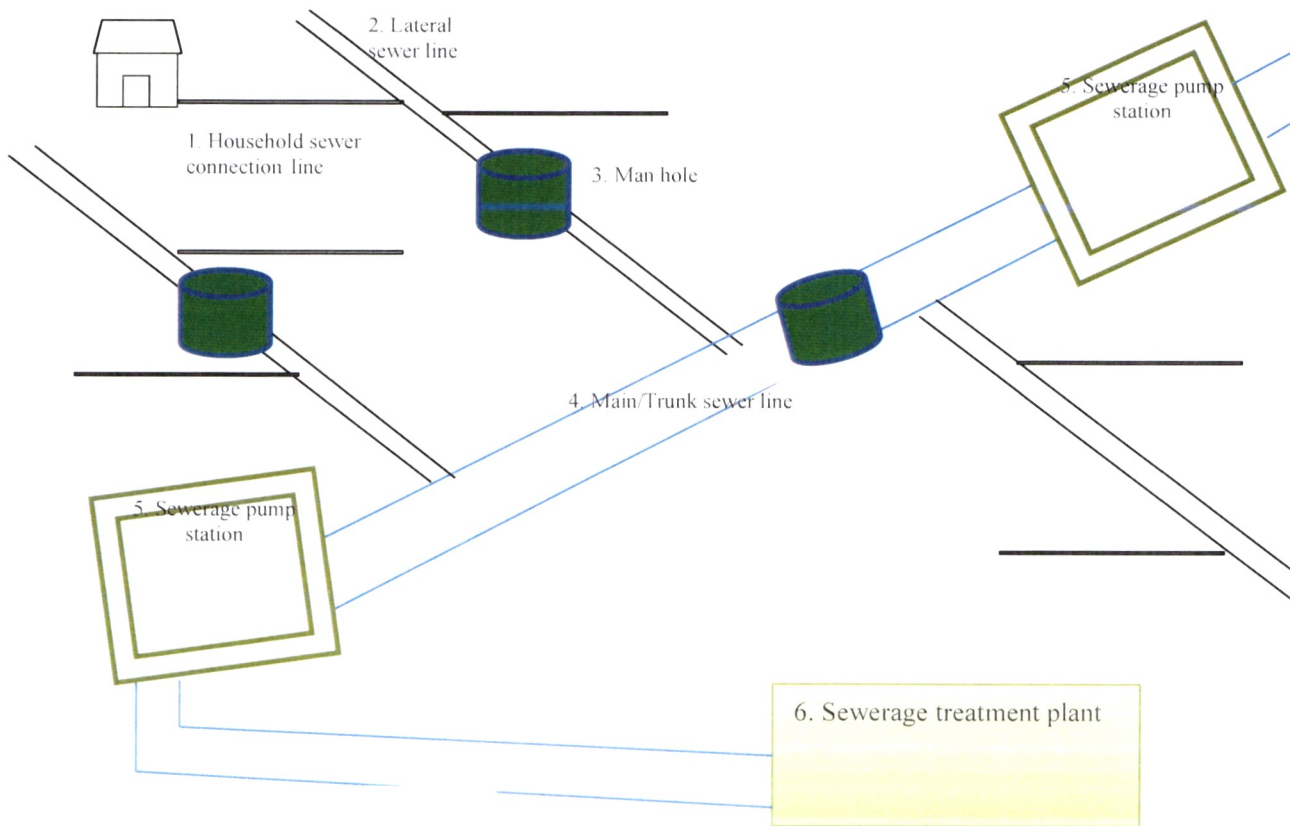 2. Lateral
sewer line
5. Sewerage pump
station
1. Household sewer
connection line
3. Man hole
4. Main/Trunk sewer line
5. Sewerage pump
station
6. Sewerage treatment plant